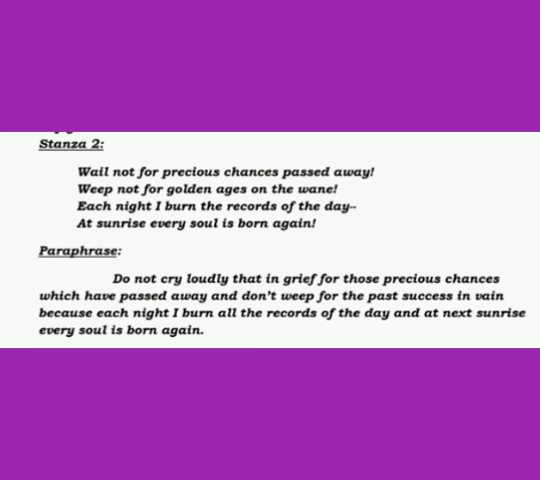 Stanza 2:
Wail not for precious chances passed away!
Weep not for golden ages on the wane!
Each night I burn the records of the day--
At sunrise every soul is born again!
Paraphrase:
Do not cry loudly that in grief for those precious chances
which have passed away and don't weep for the past success in vain
because each night I burn all the records of the day and at next sunrise
every soul is born again.